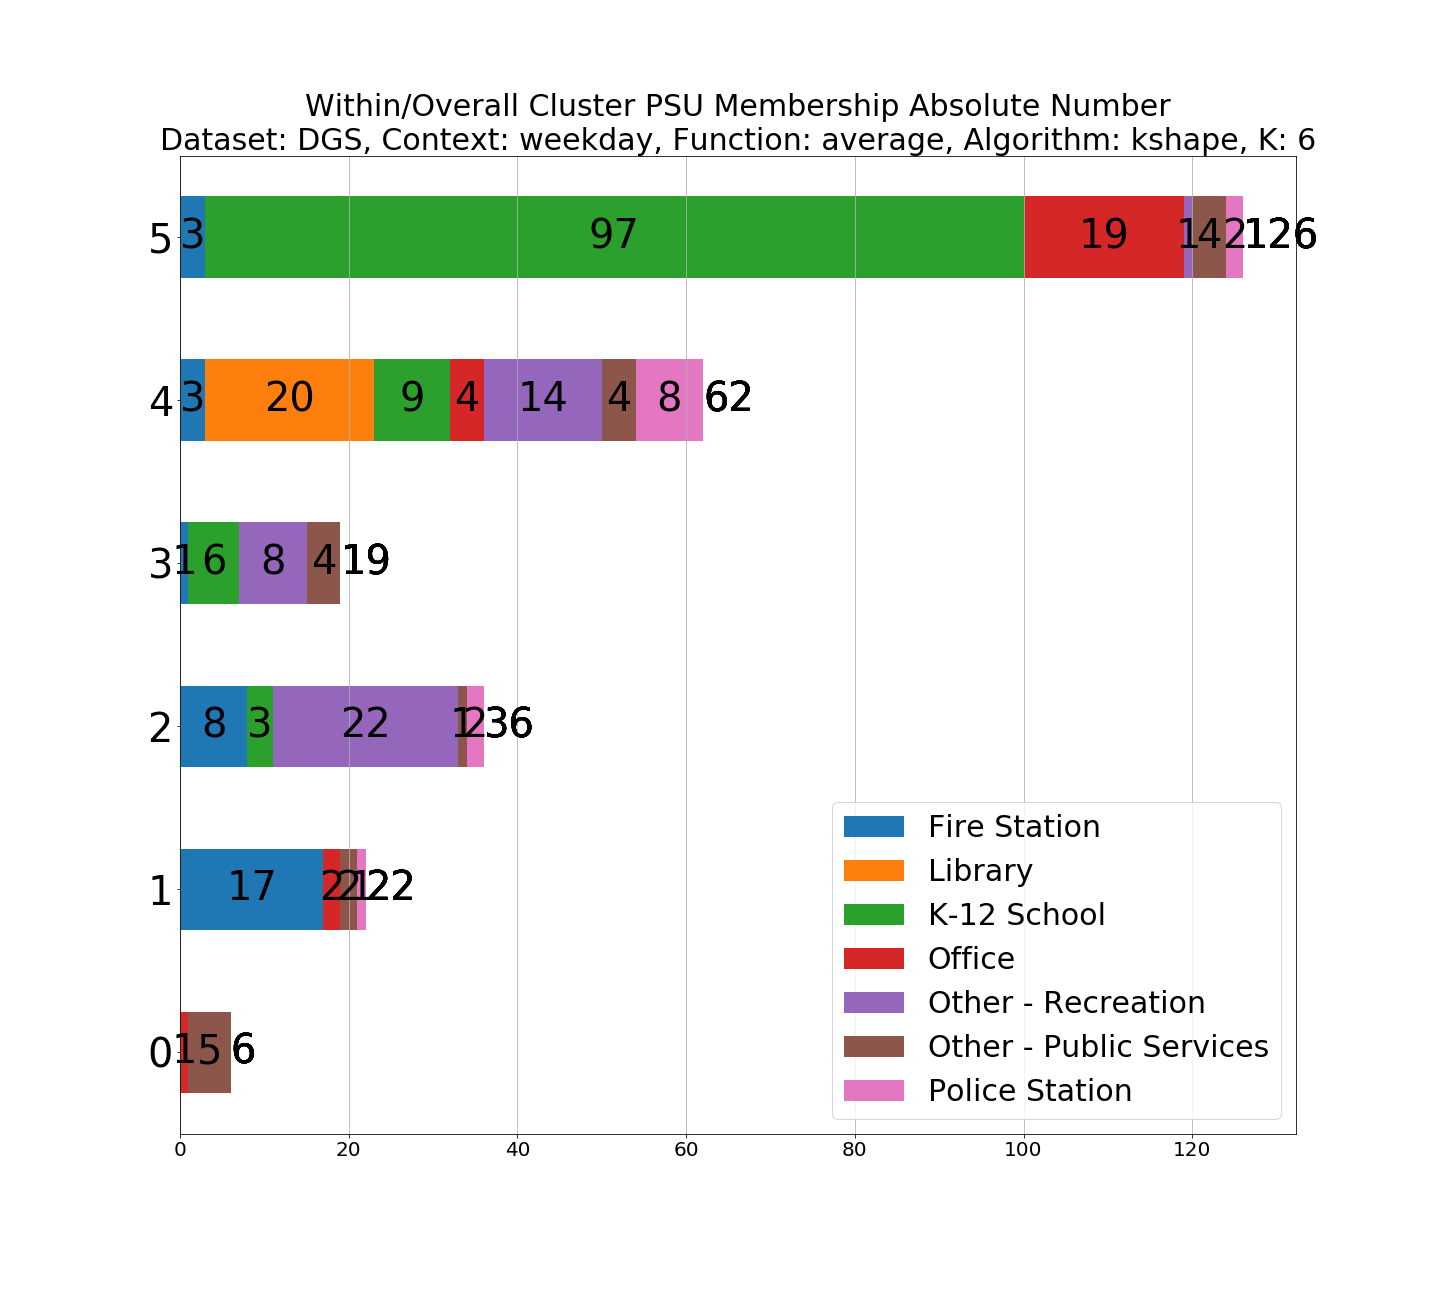 Within/Overall Cluster PSU Membership Absolute Number
Dataset: DGS, Context: weekday, Function: average, Algorithm: kshape, K: 6
5 3 97 19 1 4 2 126
4 3 20 9 4 14 4 8 62
3 1 6 8 4 19
2 8 3 22 1 2 36
1 17 2 2 1 22
0 1 5 6
Fire Station
Library
K-12 School
Office
Other - Recreation
Other - Public Services
Police Station
0 20 40 60 80 100 120